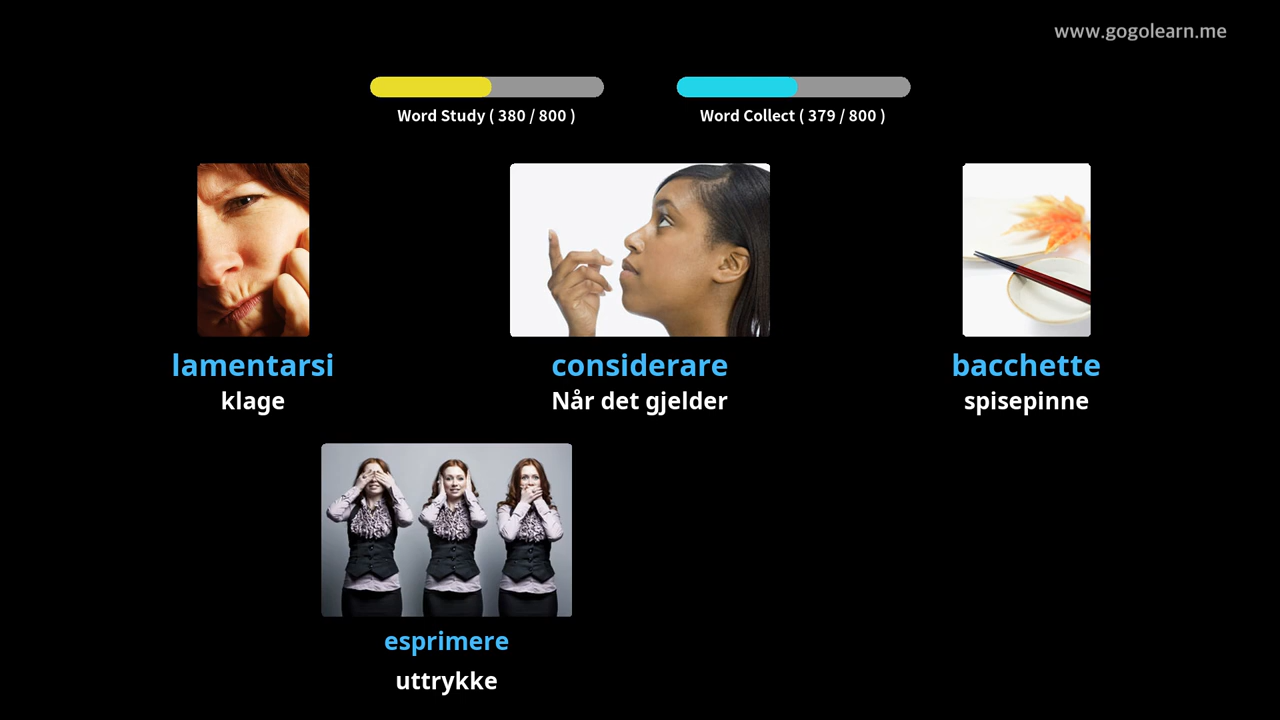 www.gogolearn.me
Word Study ( 380 / 800 )
Word Collect ( 379 / 800 )
lamentarsi
klage
considerare
Når det gjelder
bacchette
spisepinne
esprimere
uttrykke